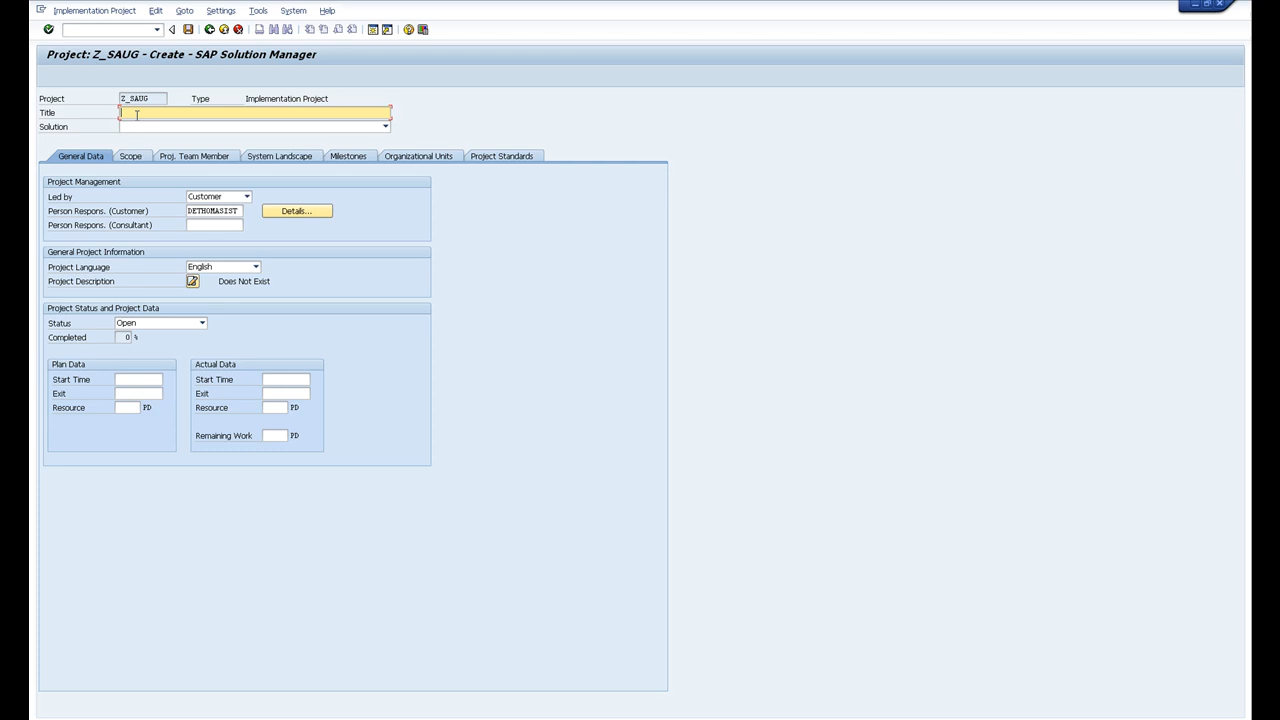 Implementation Project Edit Goto Settings Tools System Help
Project: Z_SAUG - Create - SAP Solution Manager
Project Z_SAUG Type Implementation Project
Title
Solution
General Data Scope Proj. Team Member System Landscape Milestones Organizational Units Project Standards
Project Management
Led by Customer
Person Respons. (Customer) DETHOMASIST Details...
Person Respons. (Consultant)
General Project Information
Project Language English
Project Description Does Not Exist
Project Status and Project Data
Status Open
Completed 0 %
Plan Data Actual Data
Start Time Start Time
Exit Exit
Resource PD Resource PD
Remaining Work PD